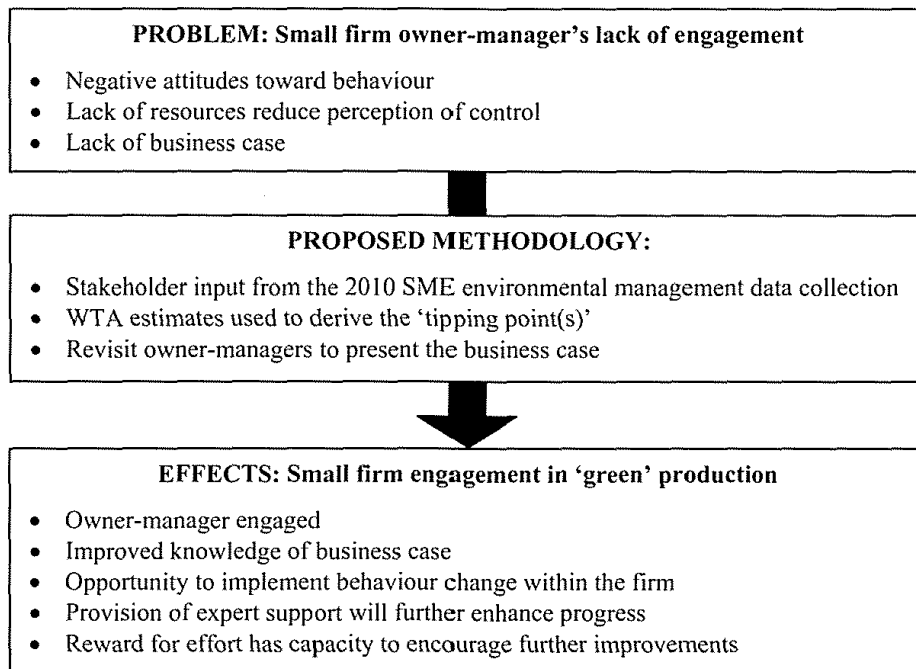 PROBLEM: Small firm owner-manager's lack of engagement
• Negative attitudes toward behaviour
• Lack of resources reduce perception of control
• Lack of business case
PROPOSED METHODOLOGY:
• Stakeholder input from the 2010 SME environmental management data collection
• WTA estimates used to derive the 'tipping point(s)'
• Revisit owner-managers to present the business case
EFFECTS: Small firm engagement in 'green' production
• Owner-manager engaged
• Improved knowledge of business case
• Opportunity to implement behaviour change within the firm
• Provision of expert support will further enhance progress
• Reward for effort has capacity to encourage further improvements